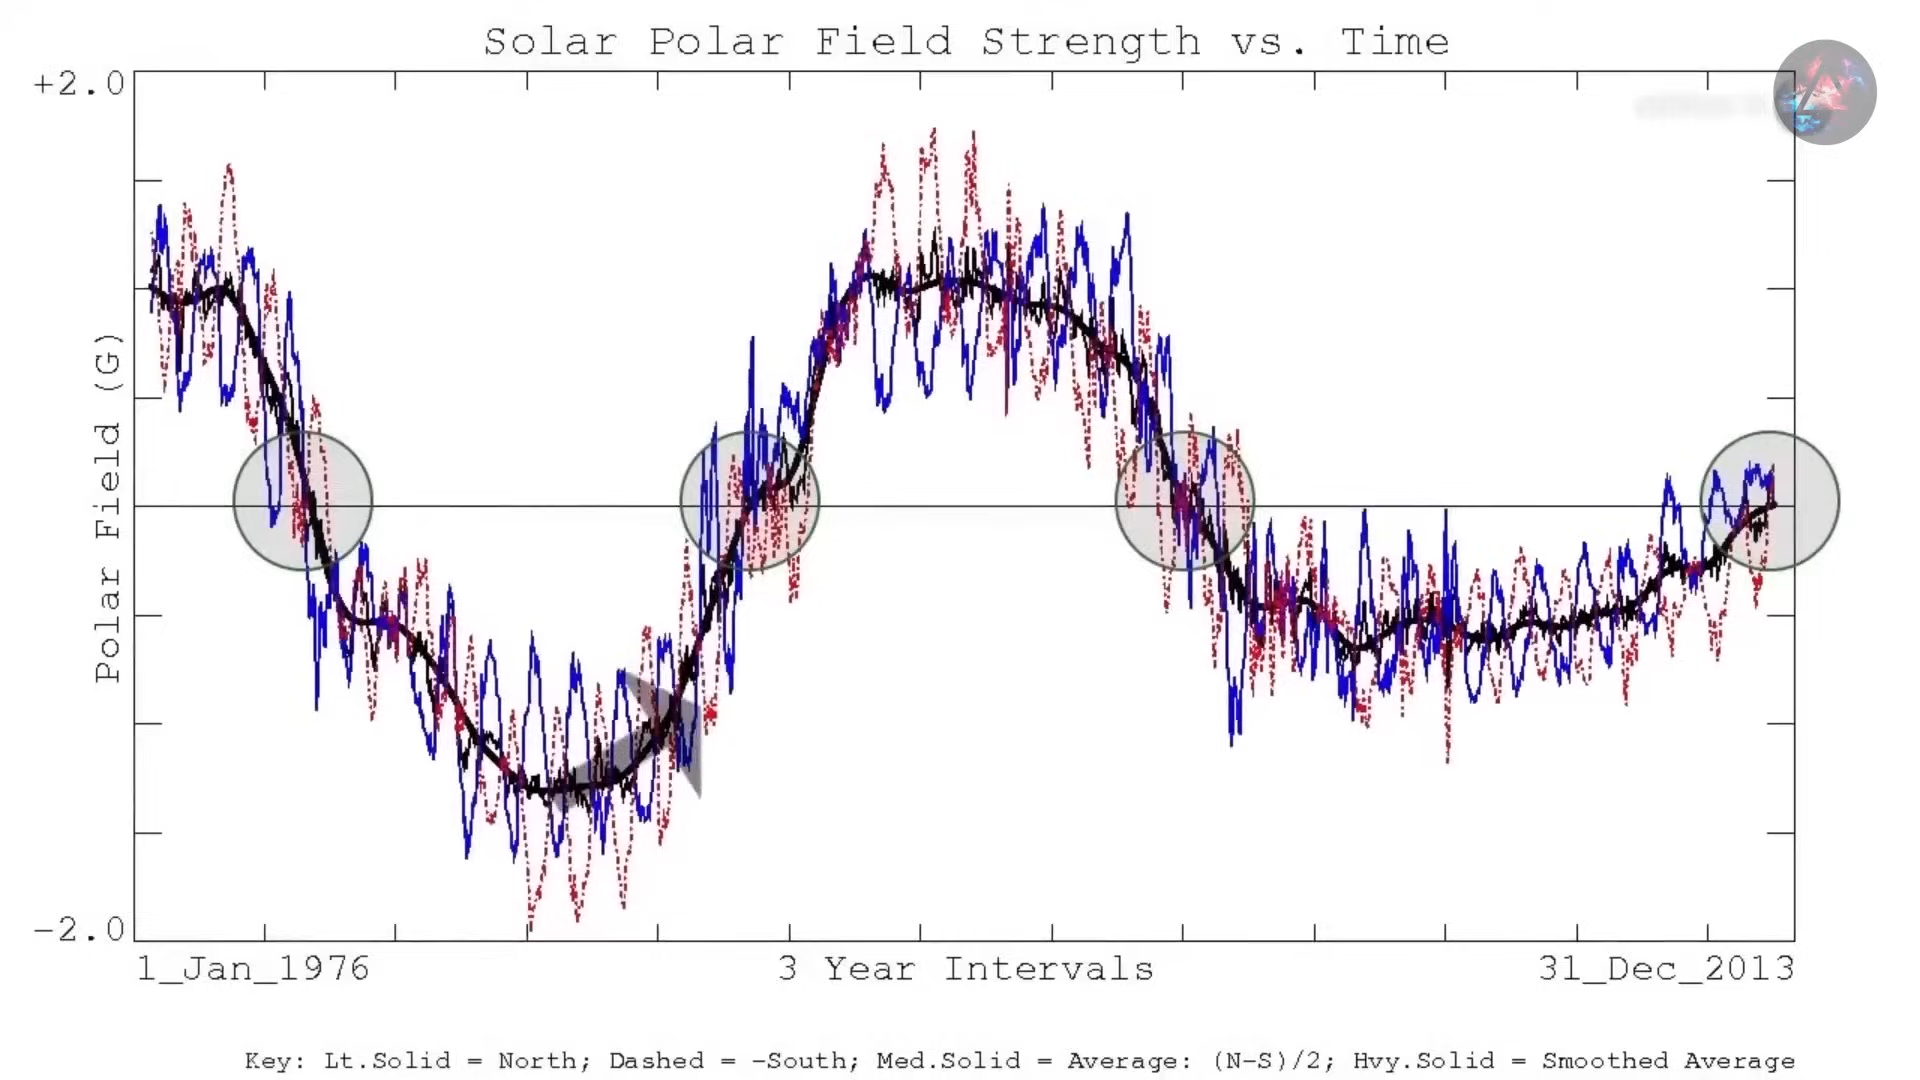 Solar Polar Field Strength vs. Time
+2.0
Polar Field (G)
-2.0
1_Jan_1976
3 Year Intervals
31_Dec_2013
Key: Lt.Solid = North; Dashed = -South; Med.Solid = Average: (N-S)/2; Hvy.Solid = Smoothed Average